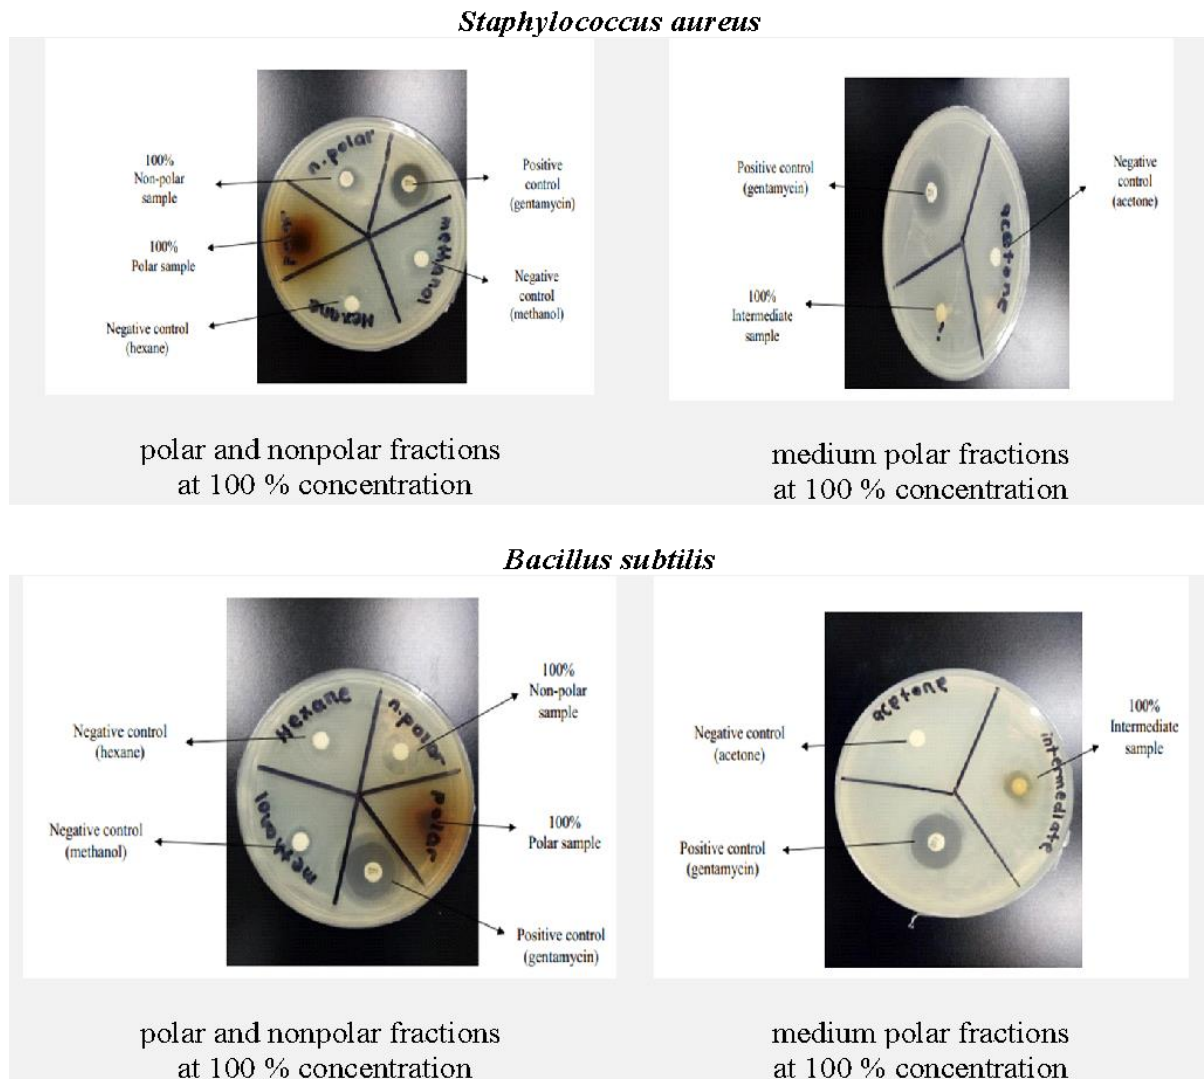 Staphylococcus aureus
100%
Non-polar
sample
100%
Polar sample
Negative control
(hexane)
n.polar
Polar
Hexane
methanol
Positive
control
(gentamycin)
Negative
control
(methanol)
Positive control
(gentamycin)
100%
Intermediate
sample
acetone
Negative
control
(acetone)
polar and nonpolar fractions
at 100 % concentration
medium polar fractions
at 100 % concentration
Bacillus subtilis
Negative control
(hexane)
Negative control
(methanol)
Hexane
n.polar
Polar
methanol
100%
Non-polar
sample
100%
Polar sample
Positive control
(gentamycin)
Negative control
(acetone)
Positive control
(gentamycin)
acetone
intermediate
100%
Intermediate
sample
polar and nonpolar fractions
at 100 % concentration
medium polar fractions
at 100 % concentration